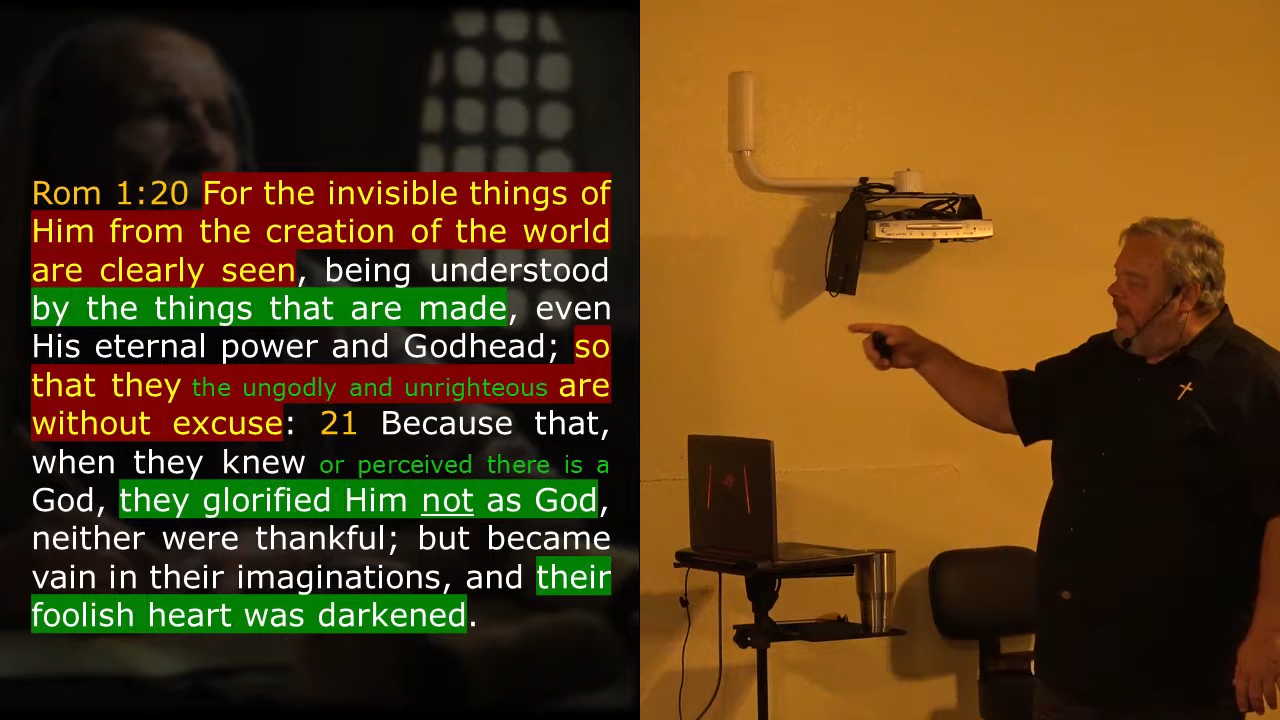 Rom 1:20 For the invisible things of
Him from the creation of the world
are clearly seen, being understood
by the things that are made, even
His eternal power and Godhead; so
that they the ungodly and unrighteous are
without excuse: 21 Because that,
when they knew or perceived there is a
God, they glorified Him not as God,
neither were thankful; but became
vain in their imaginations, and their
foolish heart was darkened.